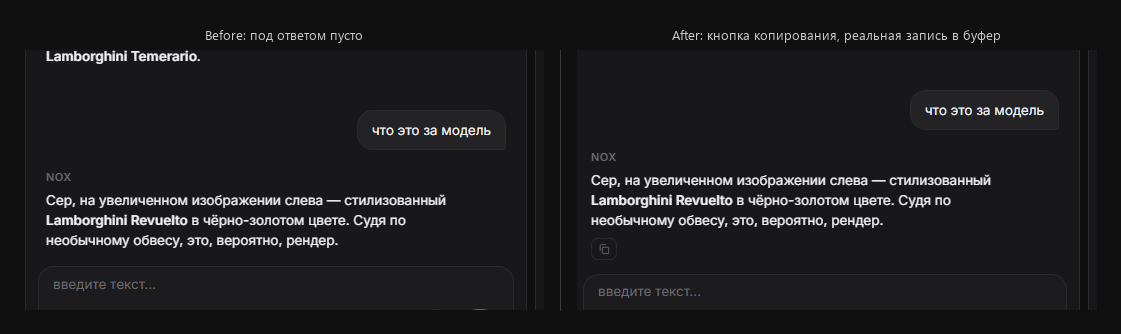 Before: под ответом пусто
Lamborghini Temerario.
что это за модель
NOX
Сер, на увеличенном изображении слева — стилизованный
Lamborghini Revuelto в чёрно-золотом цвете. Судя по
необычному обвесу, это, вероятно, рендер.
введите текст...
After: кнопка копирования, реальная запись в буфер
что это за модель
NOX
Сер, на увеличенном изображении слева — стилизованный
Lamborghini Revuelto в чёрно-золотом цвете. Судя по
необычному обвесу, это, вероятно, рендер.
введите текст...